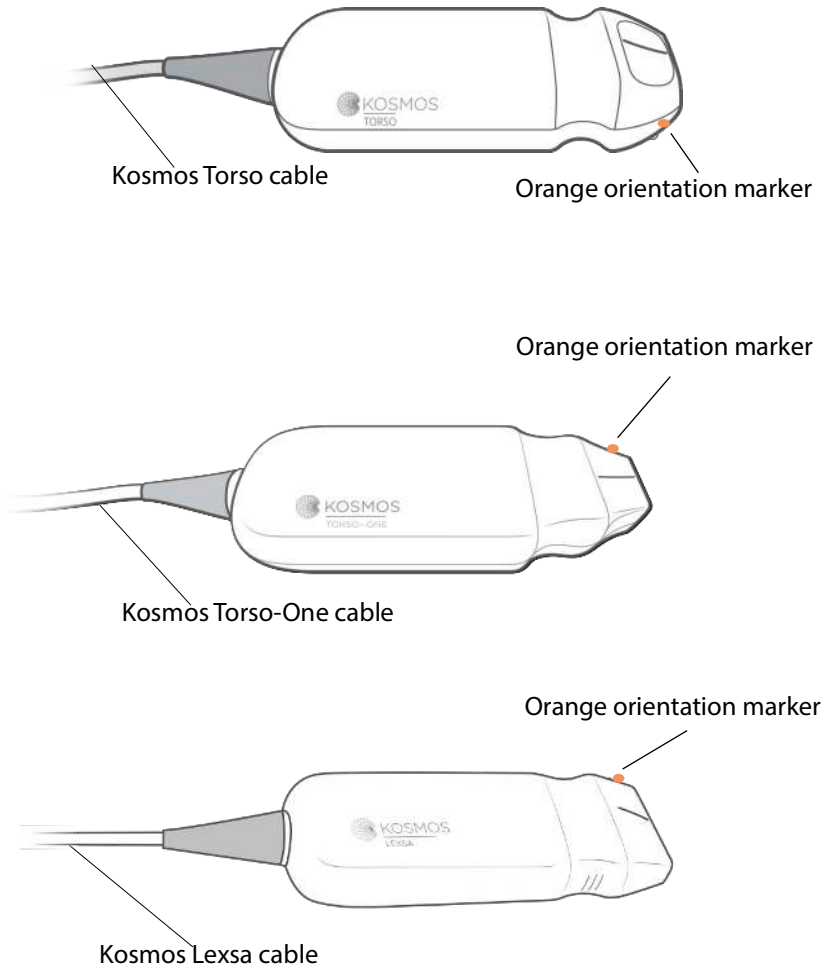 KOSMOS
TORSO
Kosmos Torso cable
Orange orientation marker
Orange orientation marker
KOSMOS
TORSO-ONE
Kosmos Torso-One cable
Orange orientation marker
KOSMOS
LEXSA
Kosmos Lexsa cable